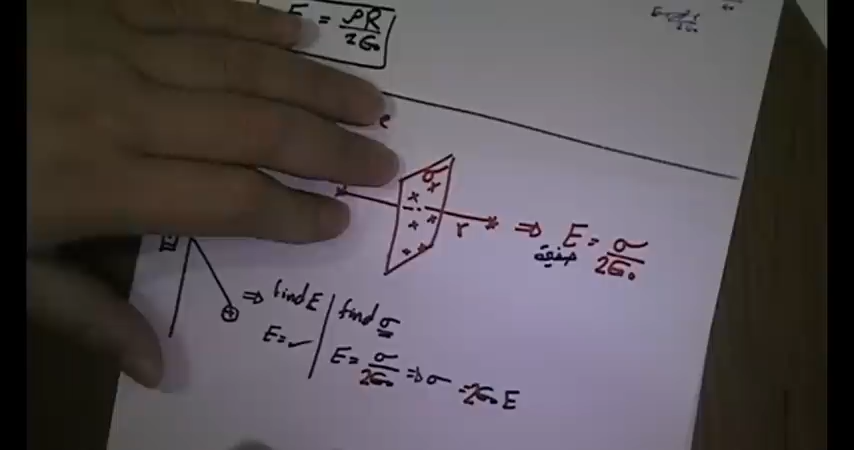 E = ρR / 2ε₀
σ
r ⇒ E = σ / 2ε₀
صفيحة
⇒ find E | find σ
E = ✓
E = σ / 2ε₀ ⇒ σ = 2ε₀ E